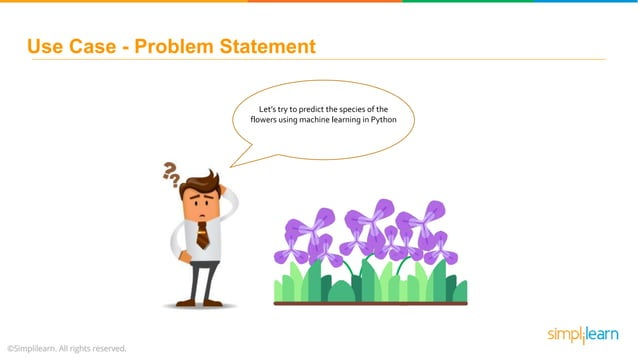 Use Case - Problem Statement
Let's try to predict the species of the
flowers using machine learning in Python
??
©Simplilearn. All rights reserved.
simplilearn